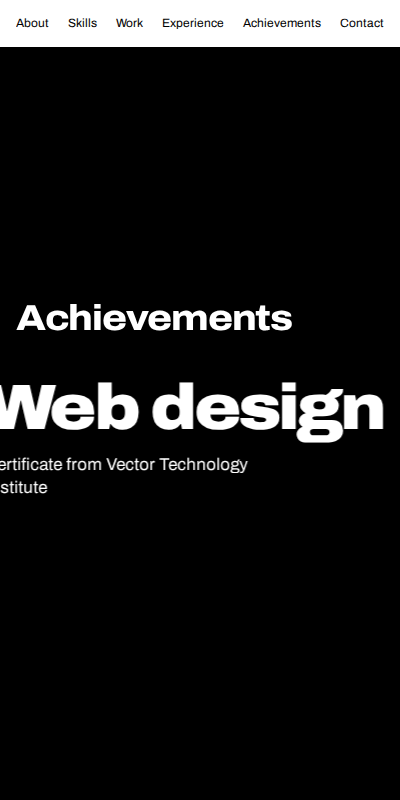 About Skills Work Experience Achievements Contact
Achievements
Web design
ertificate from Vector Technology
stitute